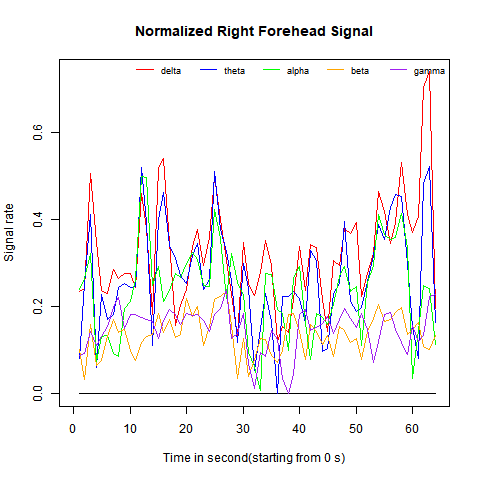 Normalized Right Forehead Signal
delta theta alpha beta gamma
Signal rate
0.6
0.4
0.2
0.0
0 10 20 30 40 50 60
Time in second(starting from 0 s)